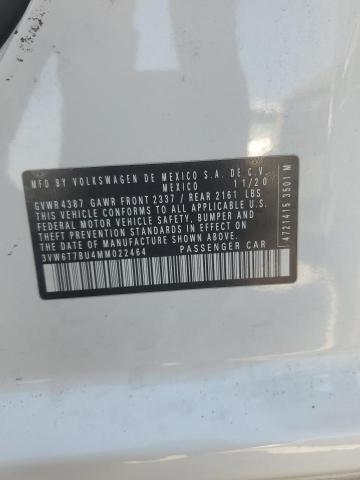 MFD BY VOLKSWAGEN DE MEXICO S.A. DE C.V.
MEXICO 11/20
GVWR 4387 GAWR FRONT 2337 / REAR 2161 LBS
THIS VEHICLE CONFORMS TO ALL APPLICABLE U.S.
FEDERAL MOTOR VEHICLE SAFETY, BUMPER AND
THEFT PREVENTION STANDARDS IN EFFECT ON
THE DATE OF MANUFACTURE SHOWN ABOVE.
3VW6T7BU4MM022464 PASSENGER CAR
4721415 3501 M